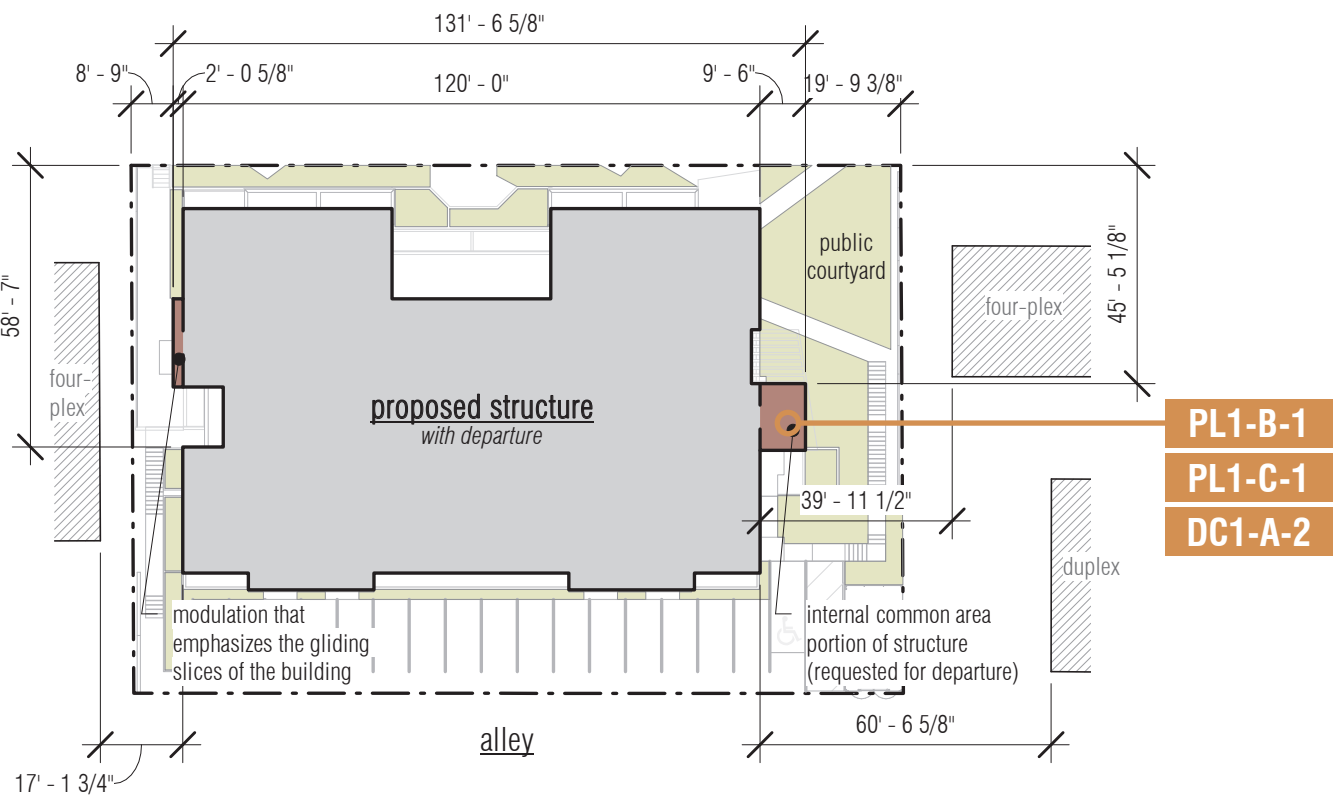 131' - 6 5/8"
8' - 9"
2' - 0 5/8"
120' - 0"
9' - 6"
19' - 9 3/8"
58' - 7"
45' - 5 1/8"
public
courtyard
four-plex
four-
plex
proposed structure
with departure
PL1-B-1
PL1-C-1
DC1-A-2
39' - 11 1/2"
duplex
modulation that
emphasizes the gliding
slices of the building
internal common area
portion of structure
(requested for departure)
alley
60' - 6 5/8"
17' - 1 3/4"